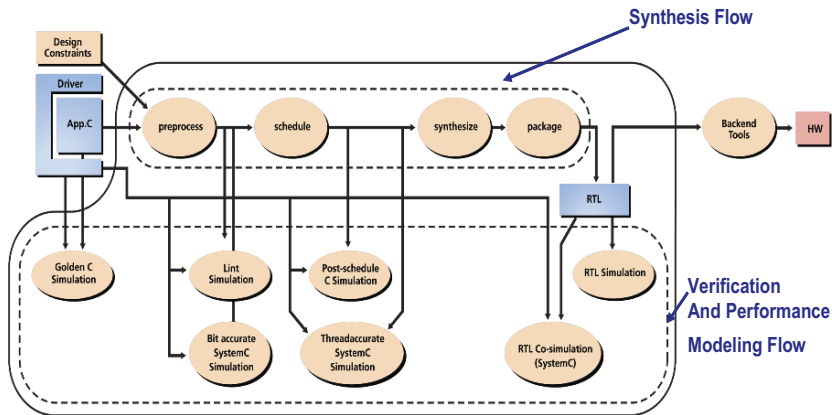 Synthesis Flow
Design
Constraints
Driver
App.C
preprocess
schedule
synthesize
package
Backend
Tools
HW
RTL
Golden C
Simulation
Lint
Simulation
Post-schedule
C Simulation
RTL Simulation
Verification
And Performance
Modeling Flow
Bit accurate
SystemC
Simulation
Threadaccurate
SystemC
Simulation
RTL Co-simulation
(SystemC)